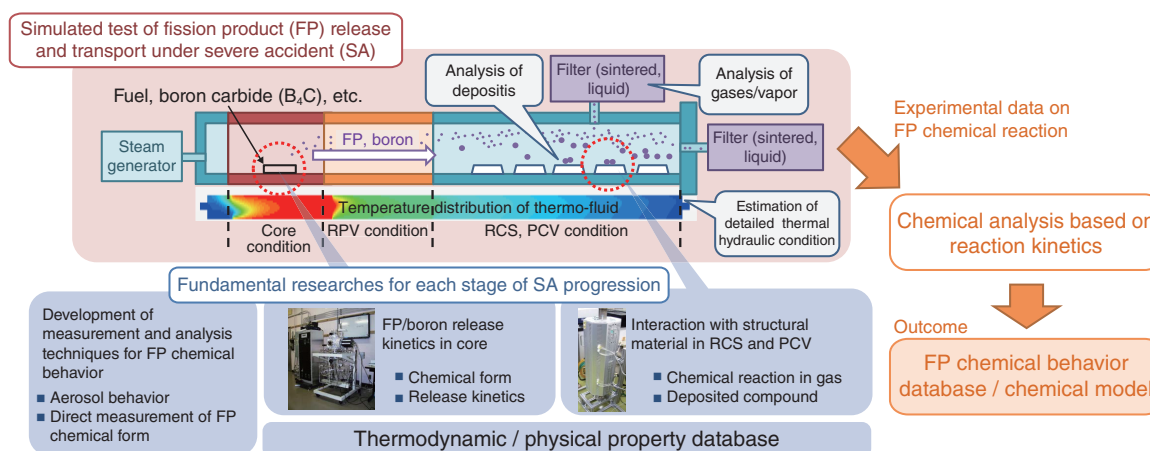 Simulated test of fission product (FP) release
and transport under severe accident (SA)
Fuel, boron carbide (B₄C), etc.
Analysis of
depositis
Filter (sintered,
liquid)
Analysis of
gases/vapor
Steam
generator
FP, boron
Filter (sintered,
liquid)
Temperature distribution of thermo-fluid
Core
condition
RPV condition
RCS, PCV condition
Estimation of
detailed thermal
hydraulic condition
Experimental data on
FP chemical reaction
Chemical analysis based on
reaction kinetics
Outcome
FP chemical behavior
database / chemical model
Fundamental researches for each stage of SA progression
Development of
measurement and analysis
techniques for FP chemical
behavior
■ Aerosol behavior
■ Direct measurement of FP
chemical form
FP/boron release
kinetics in core
■ Chemical form
■ Release kinetics
Interaction with structural
material in RCS and PCV
■ Chemical reaction in gas
■ Deposited compound
Thermodynamic / physical property database